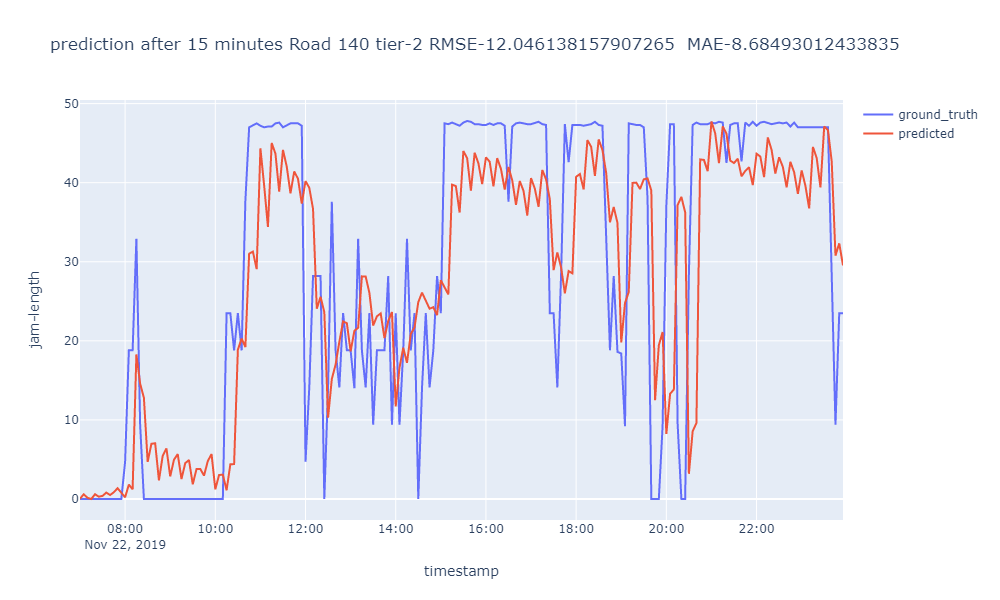 prediction after 15 minutes Road 140 tier-2 RMSE-12.046138157907265  MAE-8.68493012433835
ground_truth
predicted
jam-length
50
40
30
20
10
0
08:00
10:00
12:00
14:00
16:00
18:00
20:00
22:00
Nov 22, 2019
timestamp